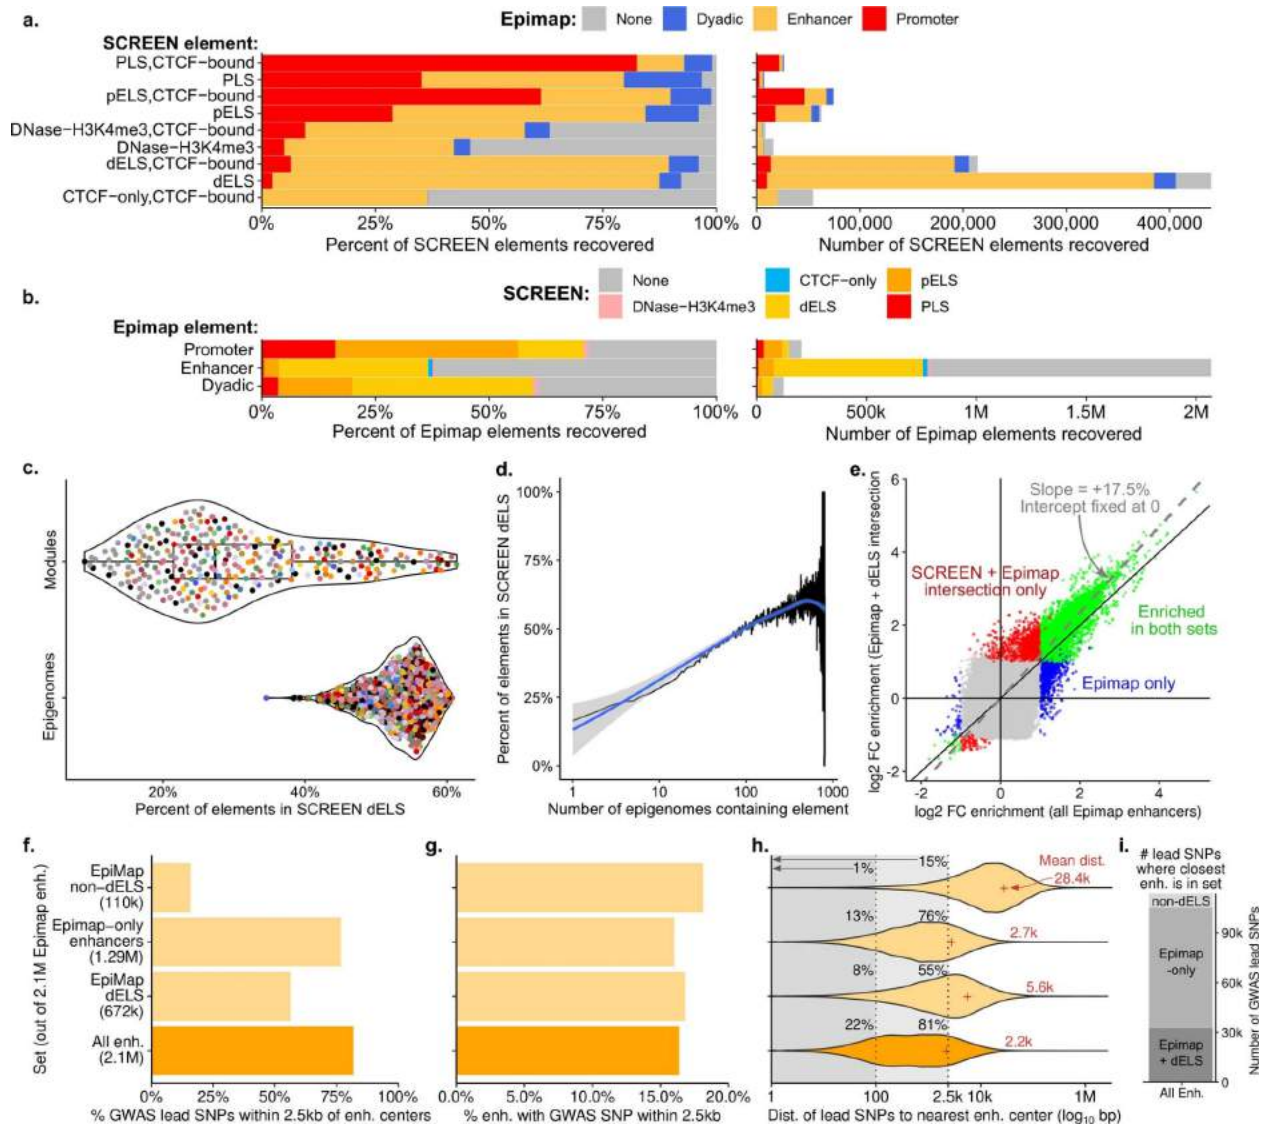 a.
Epimap: None Dyadic Enhancer Promoter
SCREEN element:
PLS,CTCF-bound
PLS
pELS,CTCF-bound
pELS
DNase-H3K4me3,CTCF-bound
DNase-H3K4me3
dELS,CTCF-bound
dELS
CTCF-only,CTCF-bound
0% 25% 50% 75% 100%
Percent of SCREEN elements recovered
0 100,000 200,000 300,000 400,000
Number of SCREEN elements recovered
b.
SCREEN:
None CTCF-only pELS
DNase-H3K4me3 dELS PLS
Epimap element:
Promoter
Enhancer
Dyadic
0% 25% 50% 75% 100%
Percent of Epimap elements recovered
0 500k 1M 1.5M 2M
Number of Epimap elements recovered
c.
Modules
Epigenomes
20% 40% 60%
Percent of elements in SCREEN dELS
d.
Percent of elements in SCREEN dELS
100%
75%
50%
25%
0%
1 10 100 1000
Number of epigenomes containing element
e.
log2 FC enrichment (Epimap + dELS intersection)
6
4
2
0
-2
Slope = +17.5%
Intercept fixed at 0
SCREEN + Epimap
intersection only
Enriched
in both sets
Epimap only
-2 0 2 4
log2 FC enrichment (all Epimap enhancers)
f.
Set (out of 2.1M Epimap enh.)
EpiMap
non-dELS
(110k)
Epimap-only
enhancers
(1.29M)
EpiMap
dELS
(672k)
All enh.
(2.1M)
0% 25% 50% 75% 100%
% GWAS lead SNPs within 2.5kb of enh. centers
g.
0.0% 5.0% 10.0% 15.0% 20.0%
% enh. with GWAS SNP within 2.5kb
h.
1% 15%
Mean dist.
28.4k
13% 76%
2.7k
8% 55%
5.6k
22% 81%
2.2k
1 100 2.5k 10k 1M
Dist. of lead SNPs to nearest enh. center (log10 bp)
i.
# lead SNPs
where closest
enh. is in set
non-dELS
Epimap
-only
Epimap
+ dELS
All Enh.
90k
60k
30k
0
Number of GWAS lead SNPs